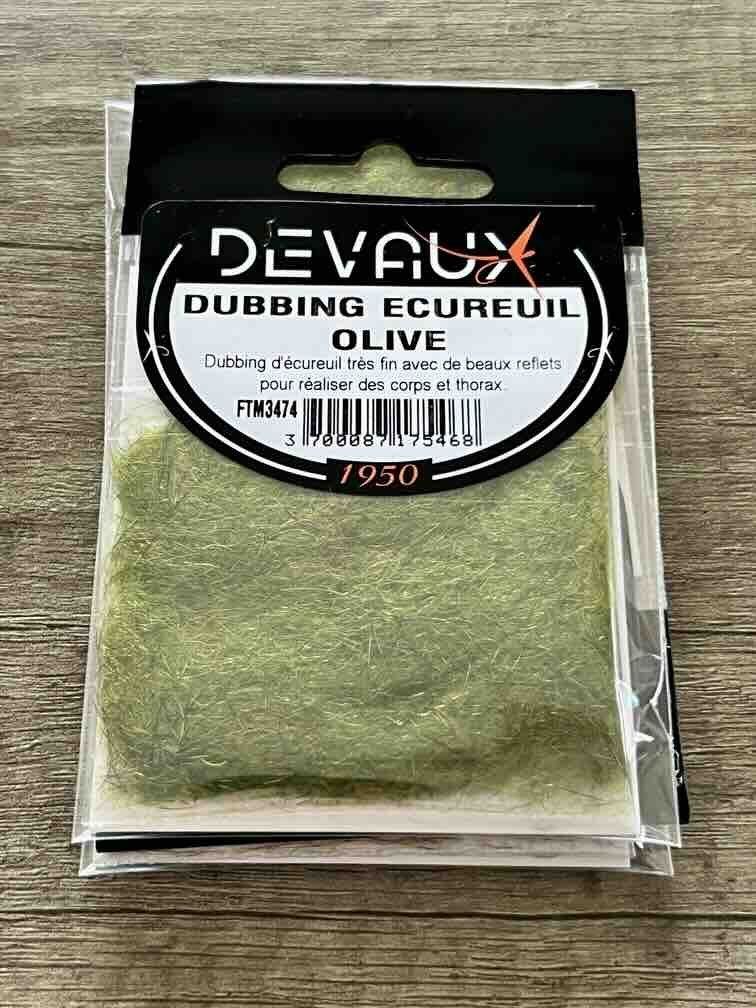 DEVAUX
DUBBING ECUREUIL
OLIVE
Dubbing d'écureuil très fin avec de beaux reflets
pour réaliser des corps et thorax.
FTM3474
3 700087 175468
1950